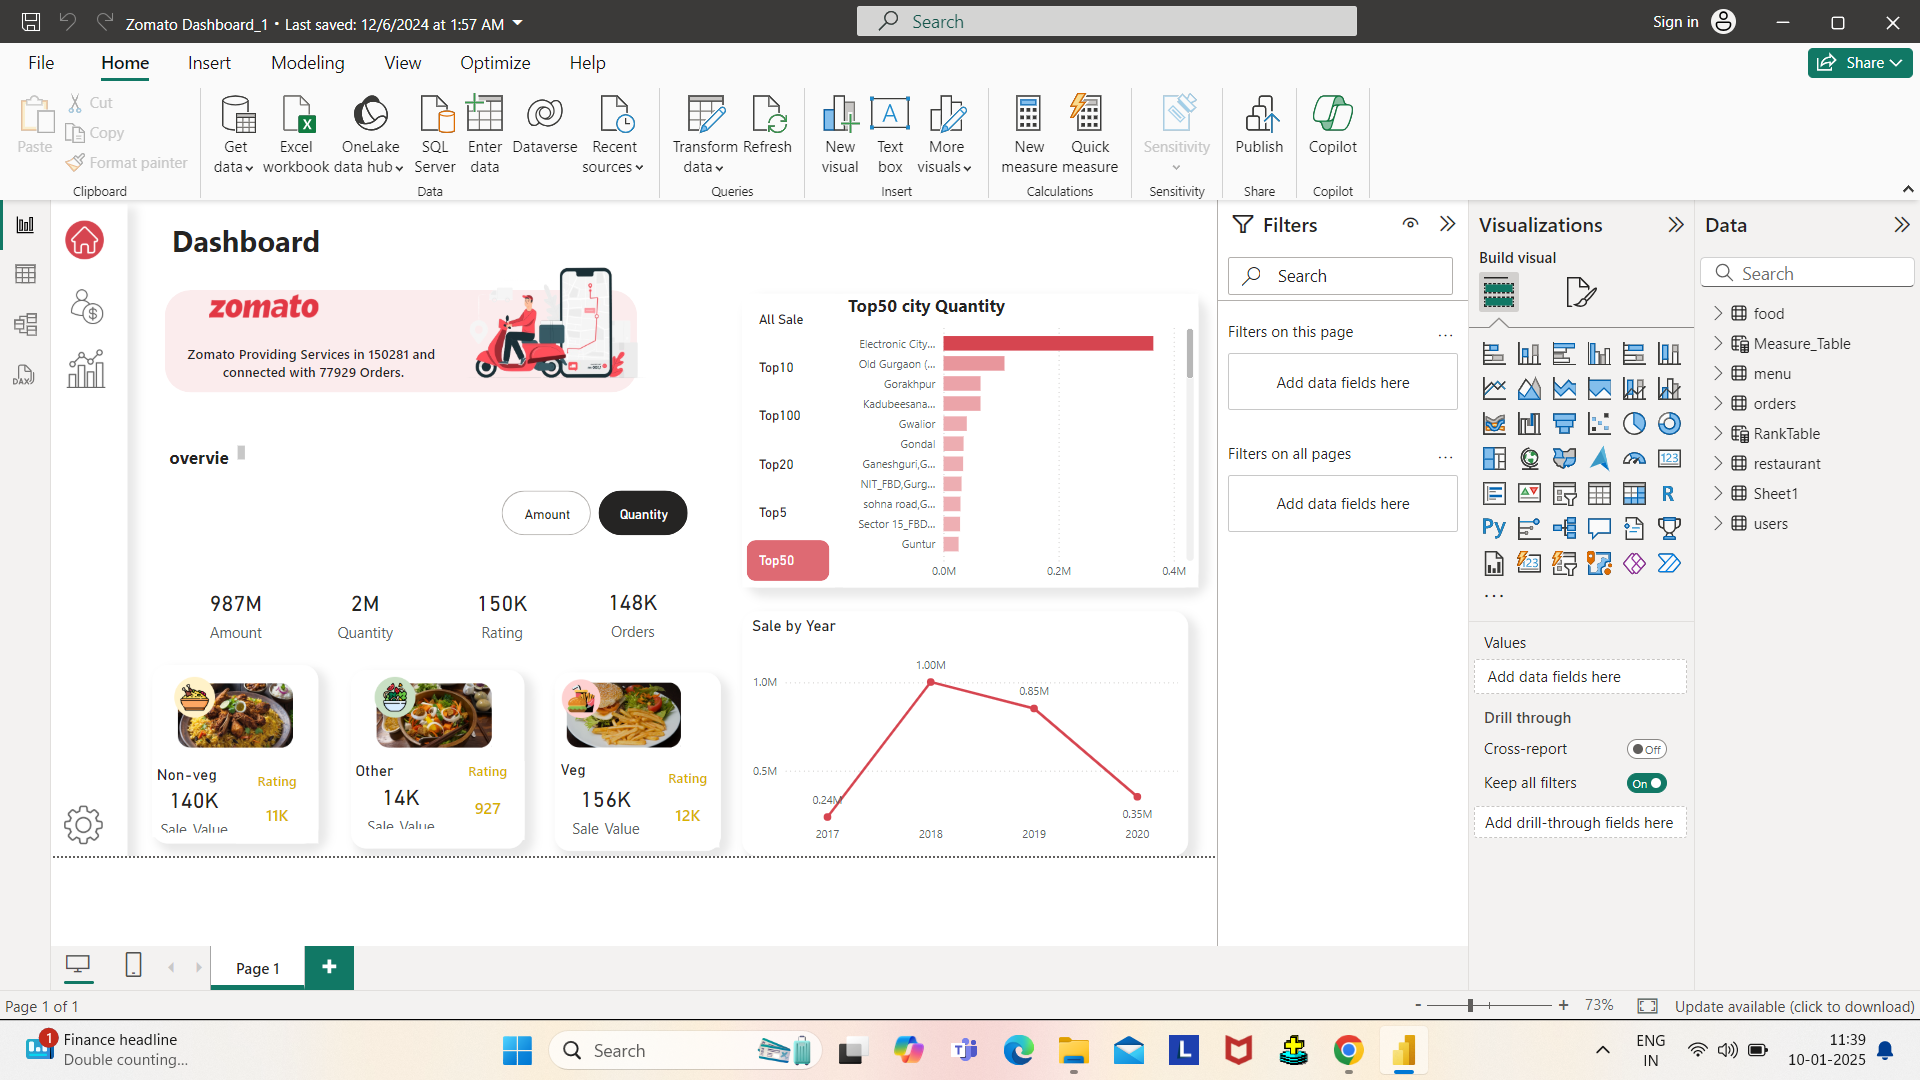 Zomato Dashboard_1 • Last saved: 12/6/2024 at 1:57 AM
Search
Sign in
File
Home
Insert
Modeling
View
Optimize
Help
Share
Paste
Cut
Copy
Format painter
Clipboard
Get data
Excel workbook
OneLake data hub
SQL Server
Enter data
Dataverse
Recent sources
Data
Transform data
Refresh
Queries
New visual
Text box
More visuals
Insert
New measure
Quick measure
Calculations
Sensitivity
Sensitivity
Publish
Share
Copilot
Copilot
DAX
Dashboard
zomato
Zomato Providing Services in 150281 and
connected with 77929 Orders.
overvie
Amount
Quantity
987M
Amount
2M
Quantity
150K
Rating
148K
Orders
Non-veg
Rating
140K
11K
Sale Value
Other
Rating
14K
927
Sale Value
Veg
Rating
156K
12K
Sale Value
All Sale
Top10
Top100
Top20
Top5
Top50
Top50 city Quantity
Electronic City...
Old Gurgaon (...
Gorakhpur
Kadubeesana...
Gwalior
Gondal
Ganeshguri,G...
NIT_FBD,Gurg...
sohna road,G...
Sector 15_FBD...
Guntur
0.0M
0.2M
0.4M
Sale by Year
1.0M
0.5M
0.24M
1.00M
0.85M
0.35M
2017
2018
2019
2020
Filters
Search
Filters on this page
...
Add data fields here
Filters on all pages
...
Add data fields here
Visualizations
Build visual
123
R
Py
123
...
Values
Add data fields here
Drill through
Cross-report
Off
Keep all filters
On
Add drill-through fields here
Data
Search
food
Measure_Table
menu
orders
RankTable
restaurant
Sheet1
users
Page 1
+
Page 1 of 1
-
+
73%
Update available (click to download)
1
Finance headline
Double counting...
Search
L
ENG
IN
11:39
10-01-2025